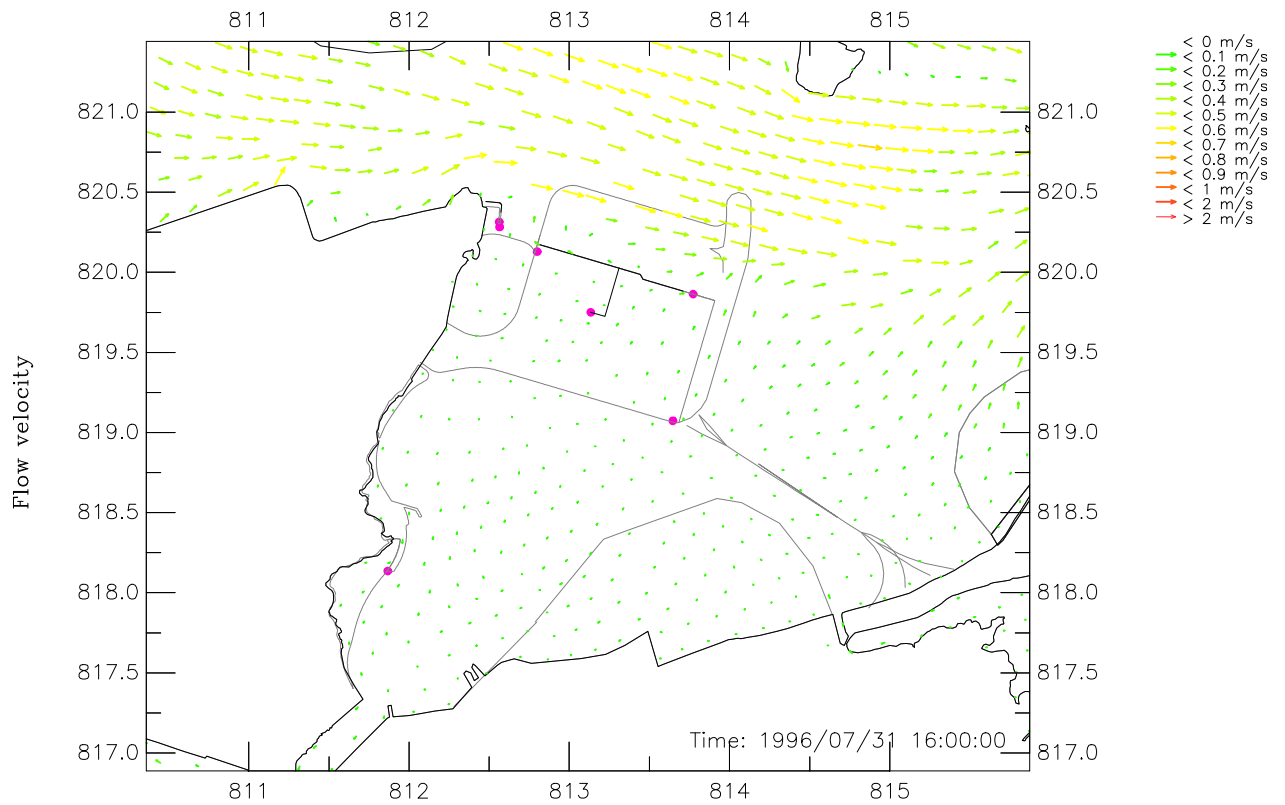 811 812 813 814 815
< 0 m/s
< 0.1 m/s
< 0.2 m/s
< 0.3 m/s
< 0.4 m/s
< 0.5 m/s
< 0.6 m/s
< 0.7 m/s
< 0.8 m/s
< 0.9 m/s
< 1 m/s
< 2 m/s
> 2 m/s
821.0 821.0
820.5 820.5
820.0 820.0
819.5 819.5
819.0 819.0
818.5 818.5
818.0 818.0
817.5 817.5
817.0 817.0
Flow velocity
Time: 1996/07/31 16:00:00
811 812 813 814 815